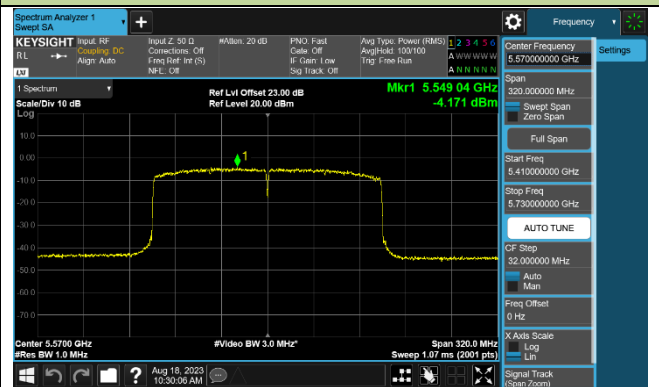 Spectrum Analyzer 1
Swept SA
Frequency
KEYSIGHT
RL
LXI
Input: RF
Coupling: DC
Align: Auto
Input Z: 50 Ω
Corrections: Off
Freq Ref: Int (S)
NFE: Off
#Atten: 20 dB
PNO: Fast
Gate: Off
IF Gain: Low
Sig Track: Off
Avg Type: Power (RMS)
Avg|Hold: 100/100
Trig: Free Run
1 2 3 4 5 6
A W W W W W
A N N N N N
Center Frequency
5.570000000 GHz
Settings
Span
320.000000 MHz
Swept Span
Zero Span
Full Span
Start Freq
5.410000000 GHz
Stop Freq
5.730000000 GHz
AUTO TUNE
CF Step
32.000000 MHz
Auto
Man
Freq Offset
0 Hz
X Axis Scale
Log
Lin
Signal Track
(Span Zoom)
1 Spectrum
Scale/Div 10 dB
Log
Ref Lvl Offset 23.00 dB
Ref Level 20.00 dBm
Mkr1 5.549 04 GHz
-4.171 dBm
10.0
0.00
-10.0
-20.0
-30.0
-40.0
-50.0
-60.0
-70.0
1
Center 5.5700 GHz
#Res BW 1.0 MHz
#Video BW 3.0 MHz*
Span 320.0 MHz
Sweep 1.07 ms (2001 pts)
?
Aug 18, 2023
10:30:06 AM